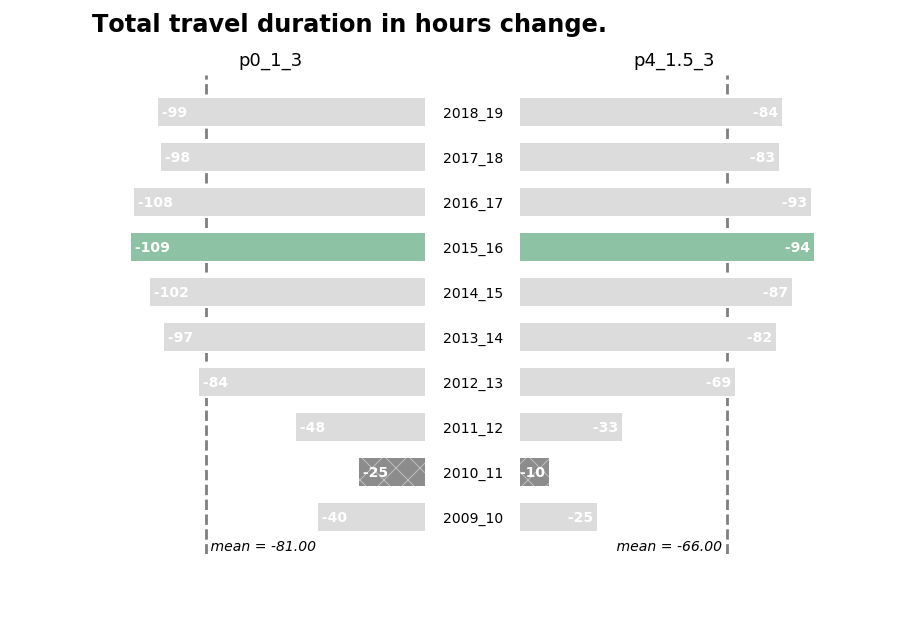 Total travel duration in hours change.
p0_1_3 p4_1.5_3
-99 2018_19 -84
-98 2017_18 -83
-108 2016_17 -93
-109 2015_16 -94
-102 2014_15 -87
-97 2013_14 -82
-84 2012_13 -69
-48 2011_12 -33
-25 2010_11 -10
-40 2009_10 -25
mean = -81.00 mean = -66.00